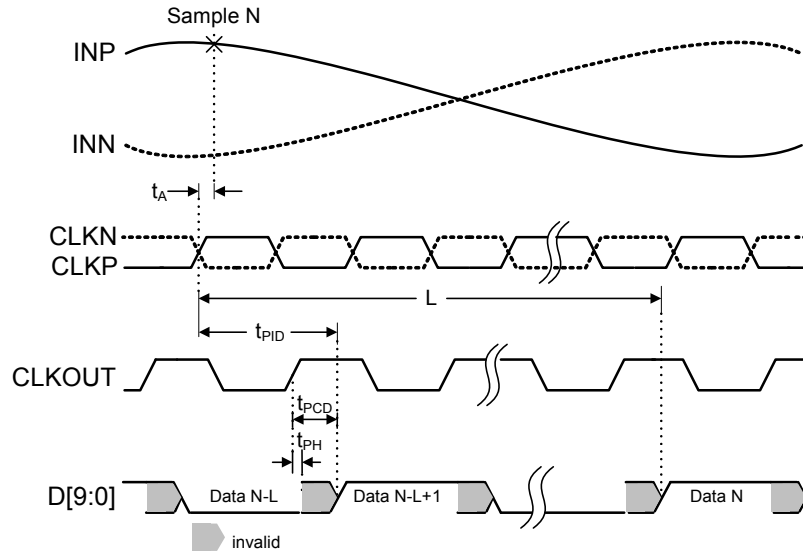 Sample N
INP
INN
tA
CLKN
CLKP
L
tPID
CLKOUT
tPCD
tPH
D[9:0]
Data N-L
Data N-L+1
Data N
invalid